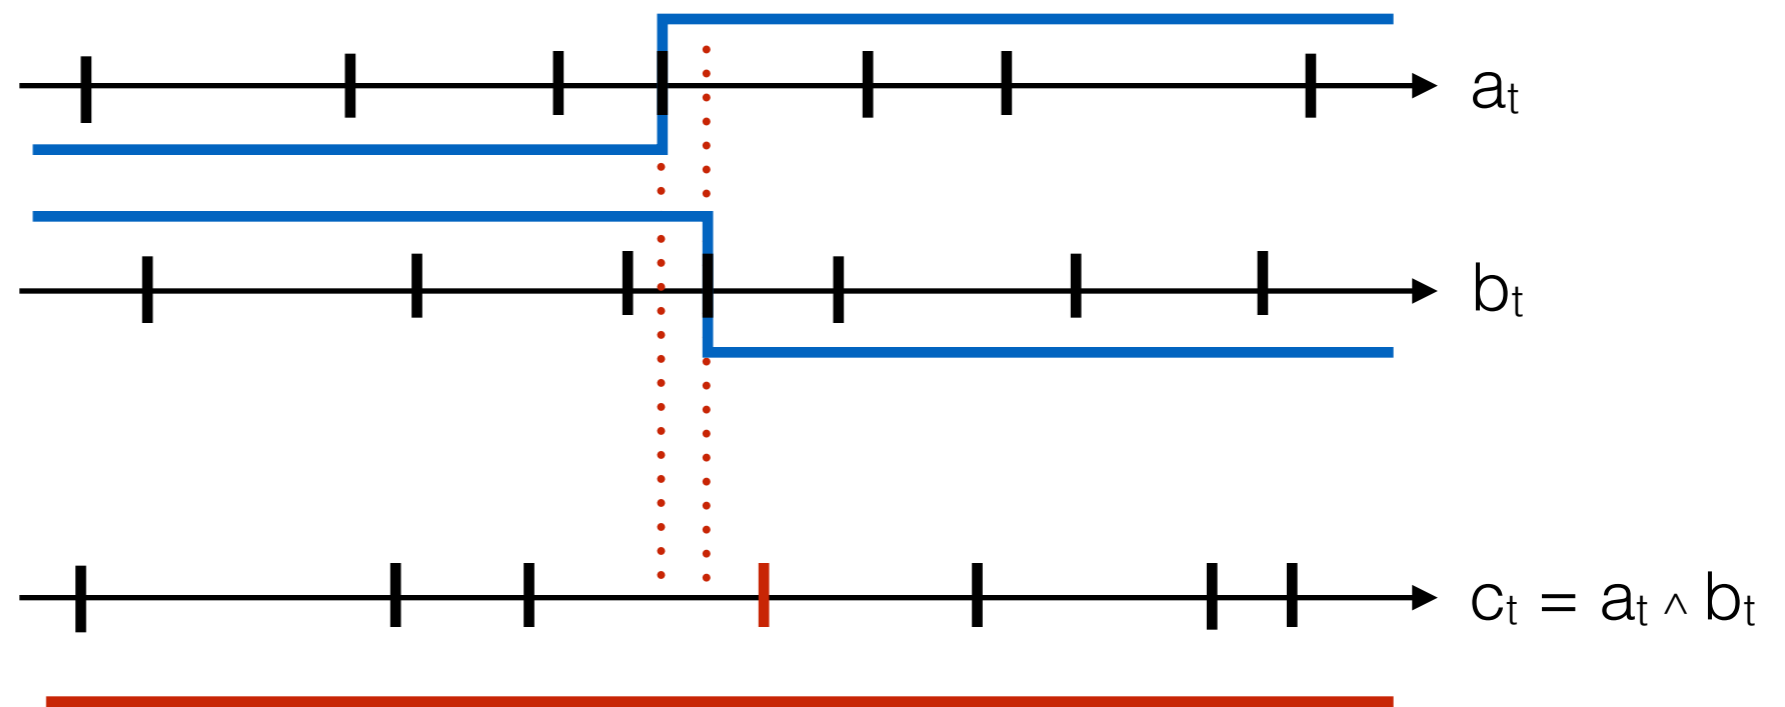 aₜ
bₜ
cₜ = aₜ ∧ bₜ